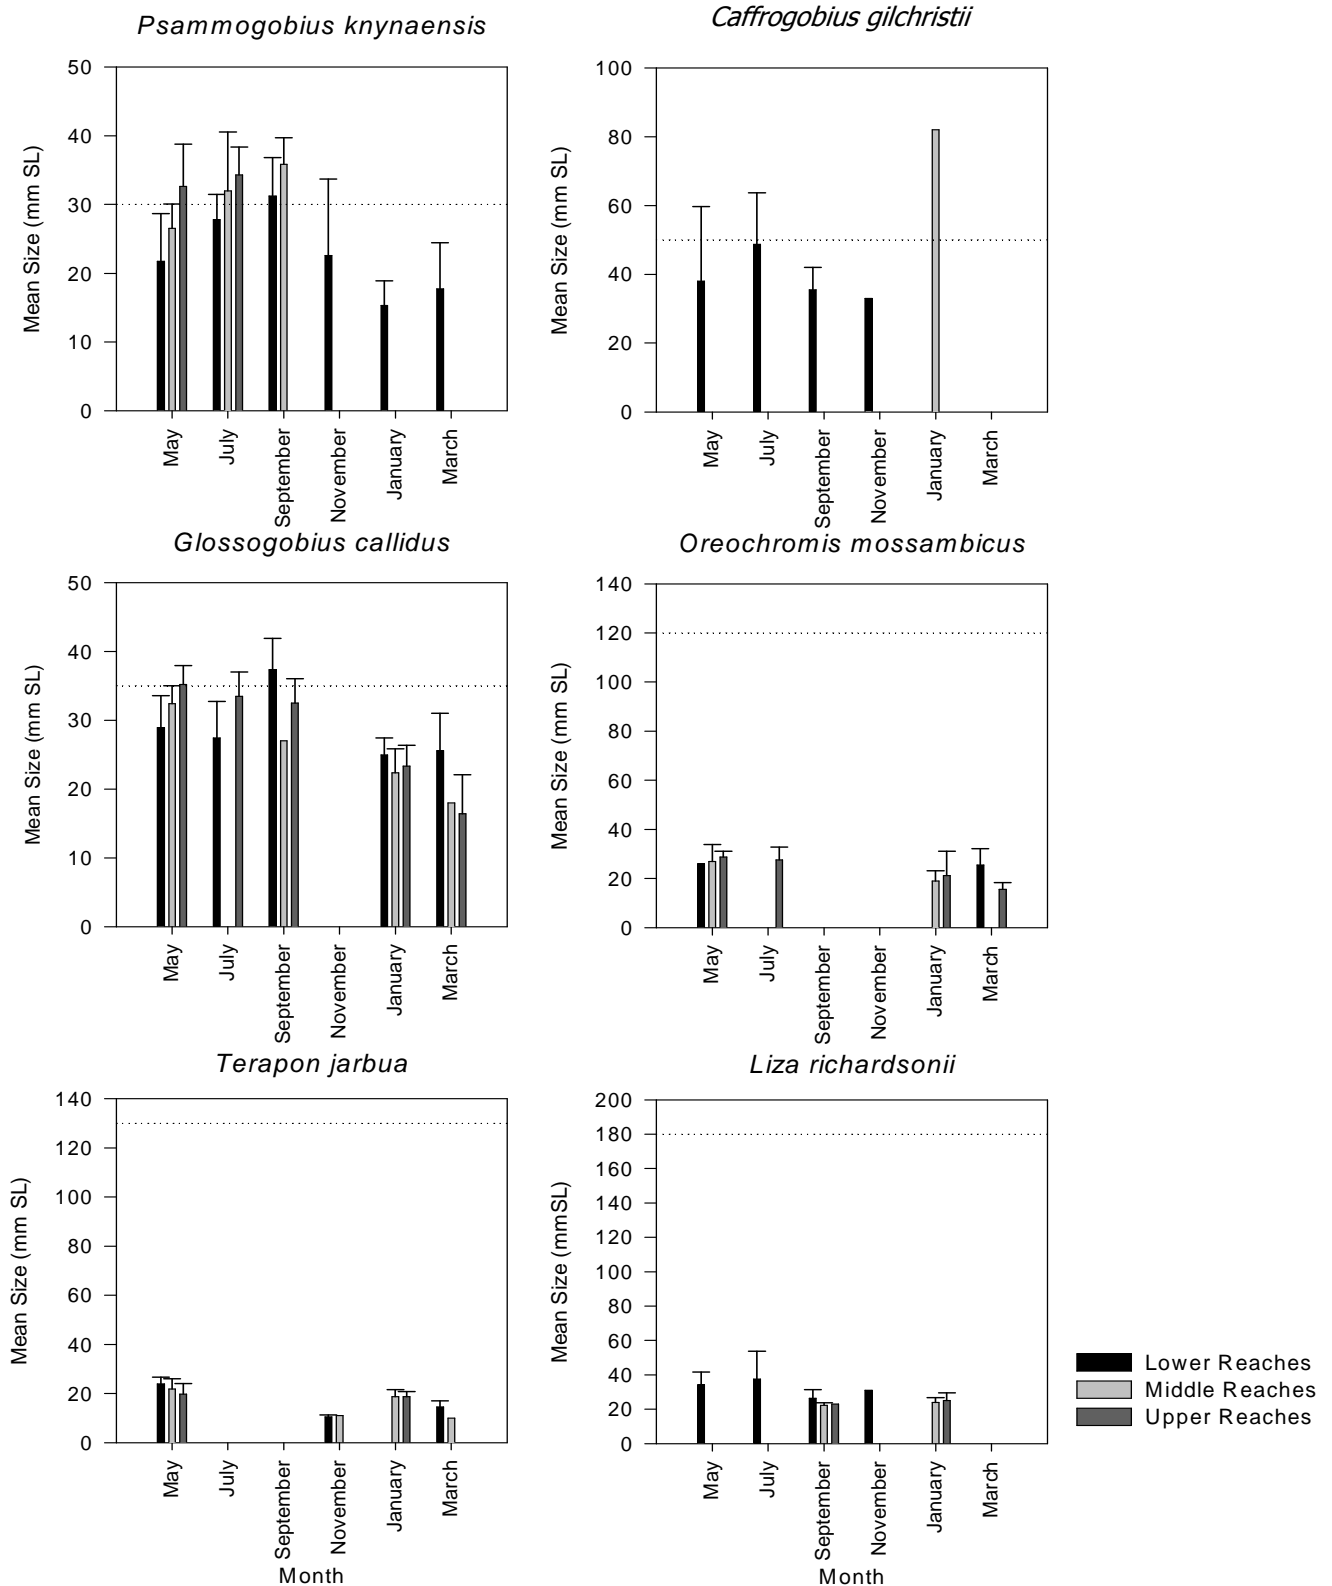 Psammogobius knynaensis
50
40
30
20
10
0
Mean Size (mm SL)
May
July
September
November
January
March
Caffrogobius gilchristii
100
80
60
40
20
0
Mean Size (mm SL)
May
July
September
November
January
March
Glossogobius callidus
50
40
30
20
10
0
Mean Size (mm SL)
May
July
September
November
January
March
Oreochromis mossambicus
140
120
100
80
60
40
20
0
Mean Size (mm SL)
May
July
September
November
January
March
Terapon jarbua
140
120
100
80
60
40
20
0
Mean Size (mm SL)
May
July
September
November
January
March
Month
Liza richardsonii
200
180
160
140
120
100
80
60
40
20
0
Mean Size (mmSL)
May
July
September
November
January
March
Month
Lower Reaches
Middle Reaches
Upper Reaches